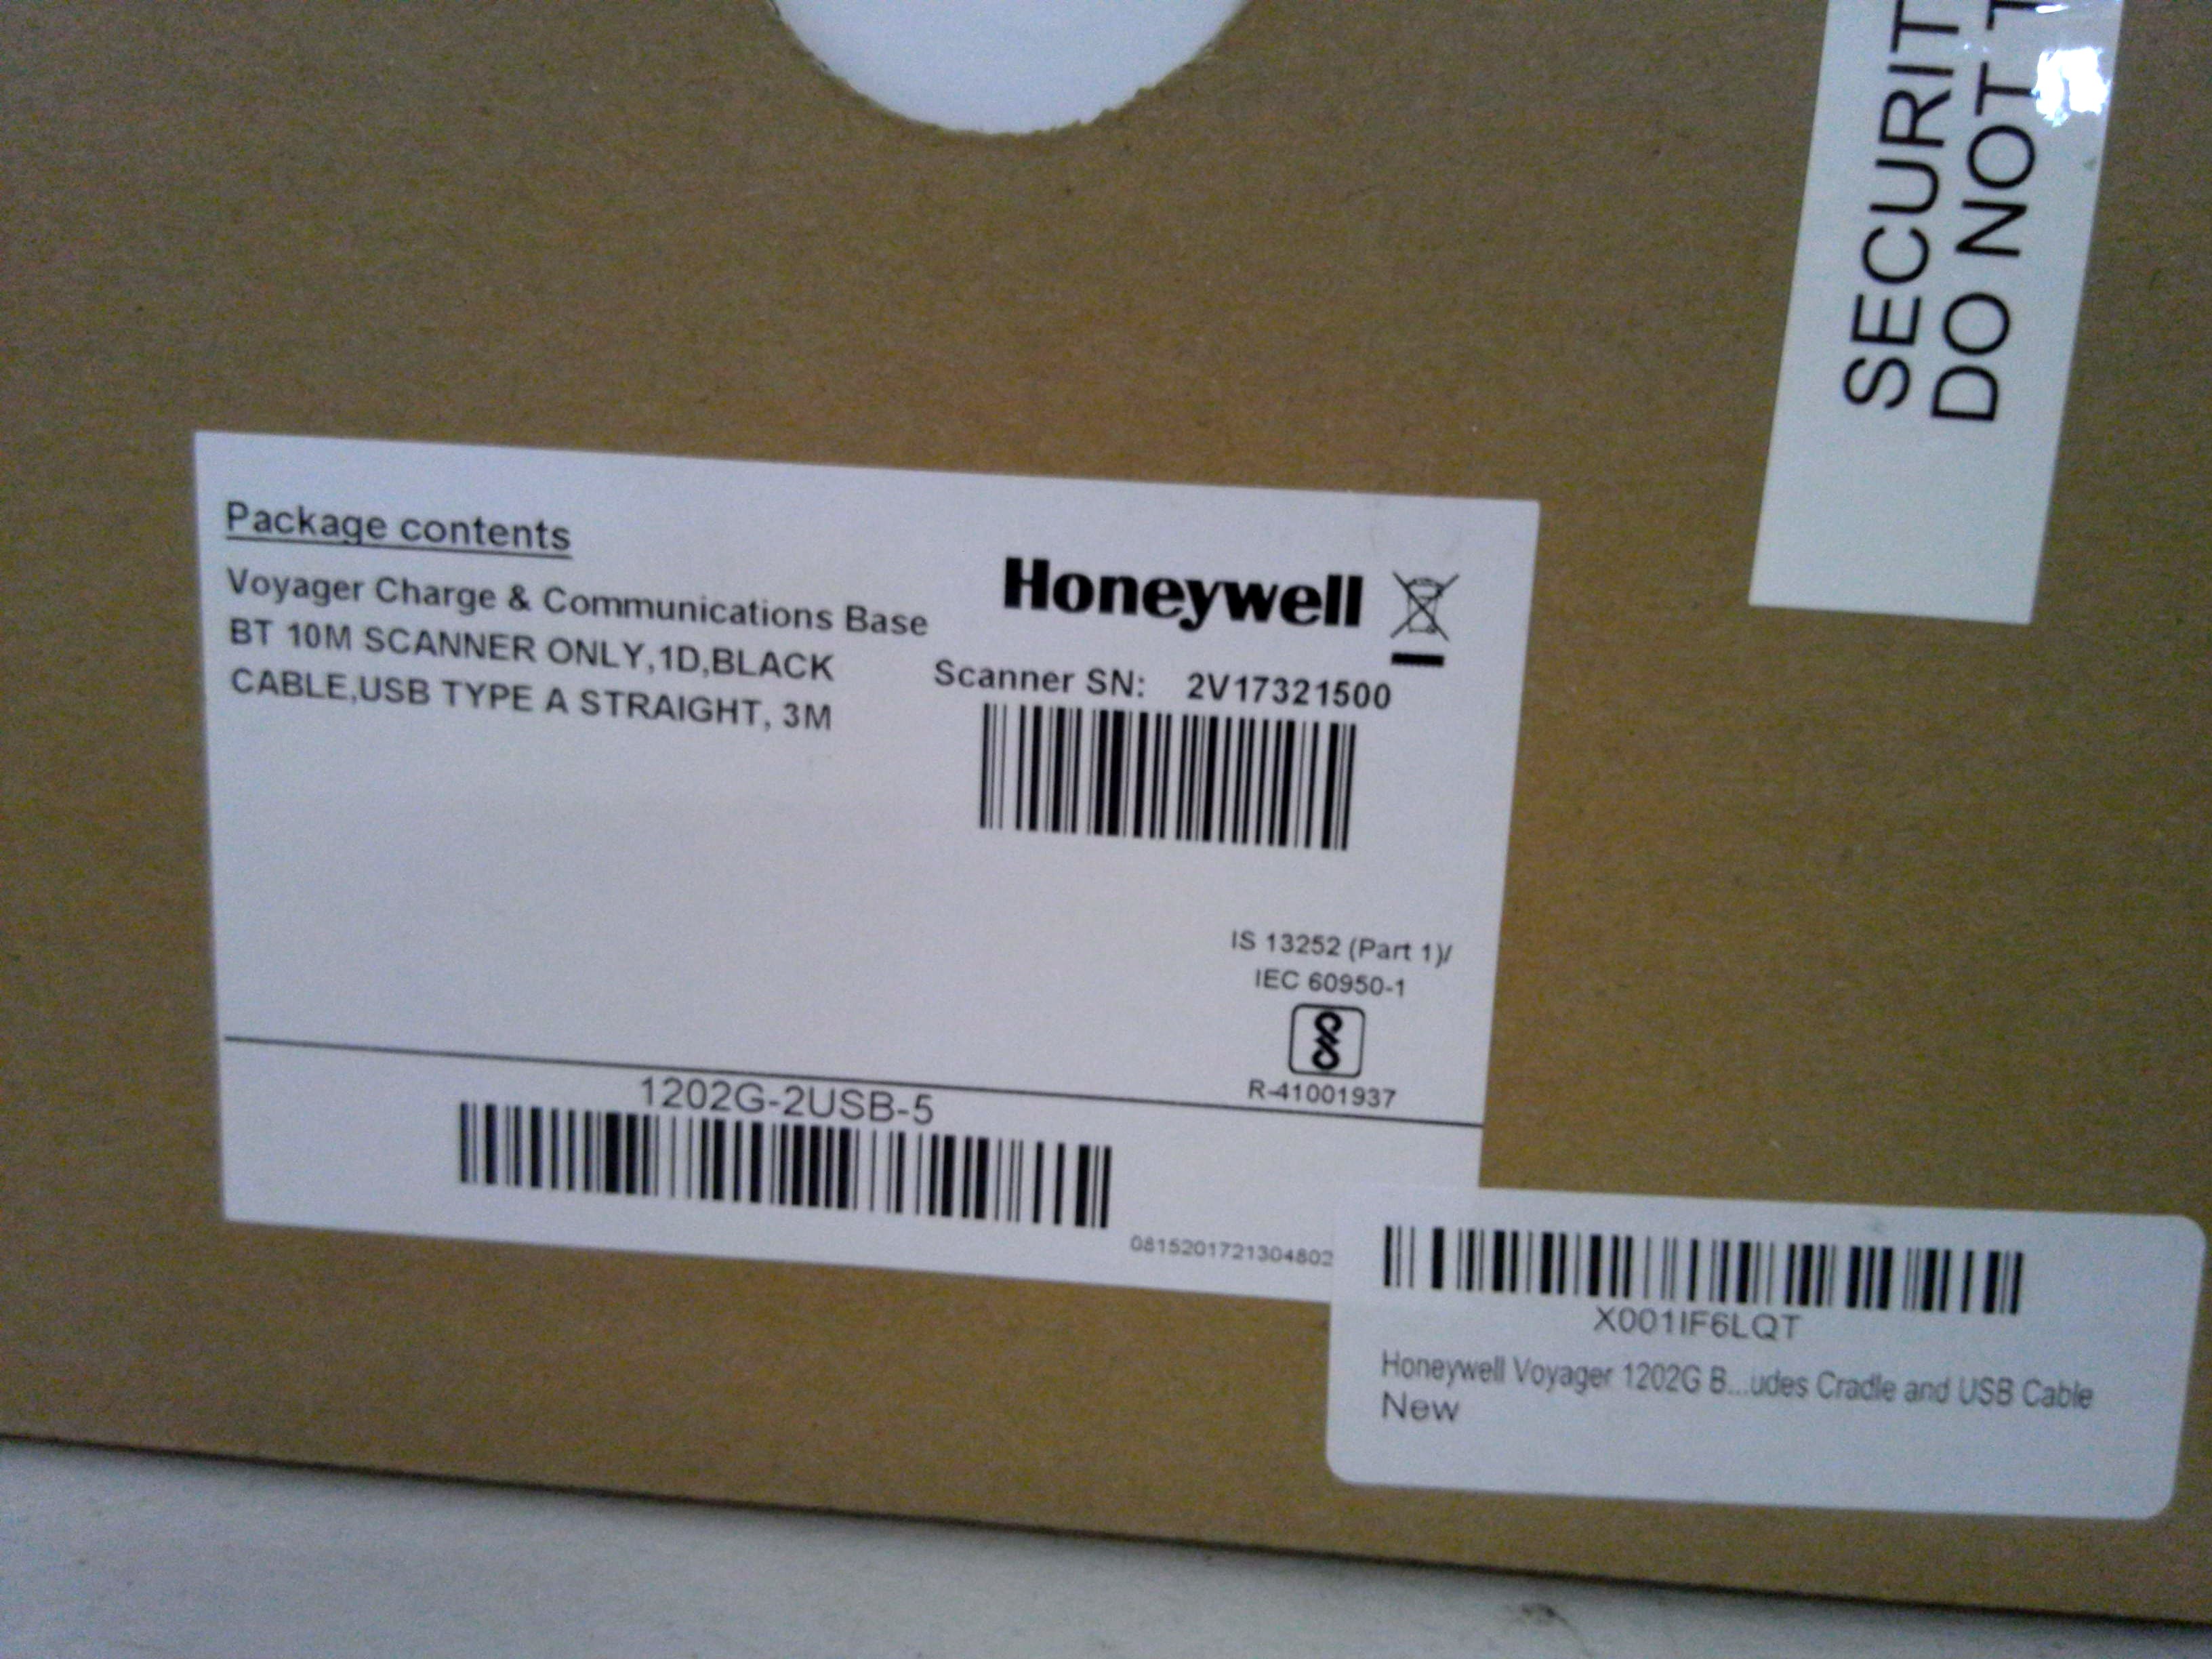 SECURIT
DO NOT T
Package contents
Voyager Charge & Communications Base
BT 10M SCANNER ONLY,1D,BLACK
CABLE,USB TYPE A STRAIGHT, 3M
Honeywell
Scanner SN: 2V17321500
IS 13252 (Part 1)/
IEC 60950-1
R-41001937
1202G-2USB-5
0815201721304802
X001IF6LQT
Honeywell Voyager 1202G B...udes Cradle and USB Cable
New